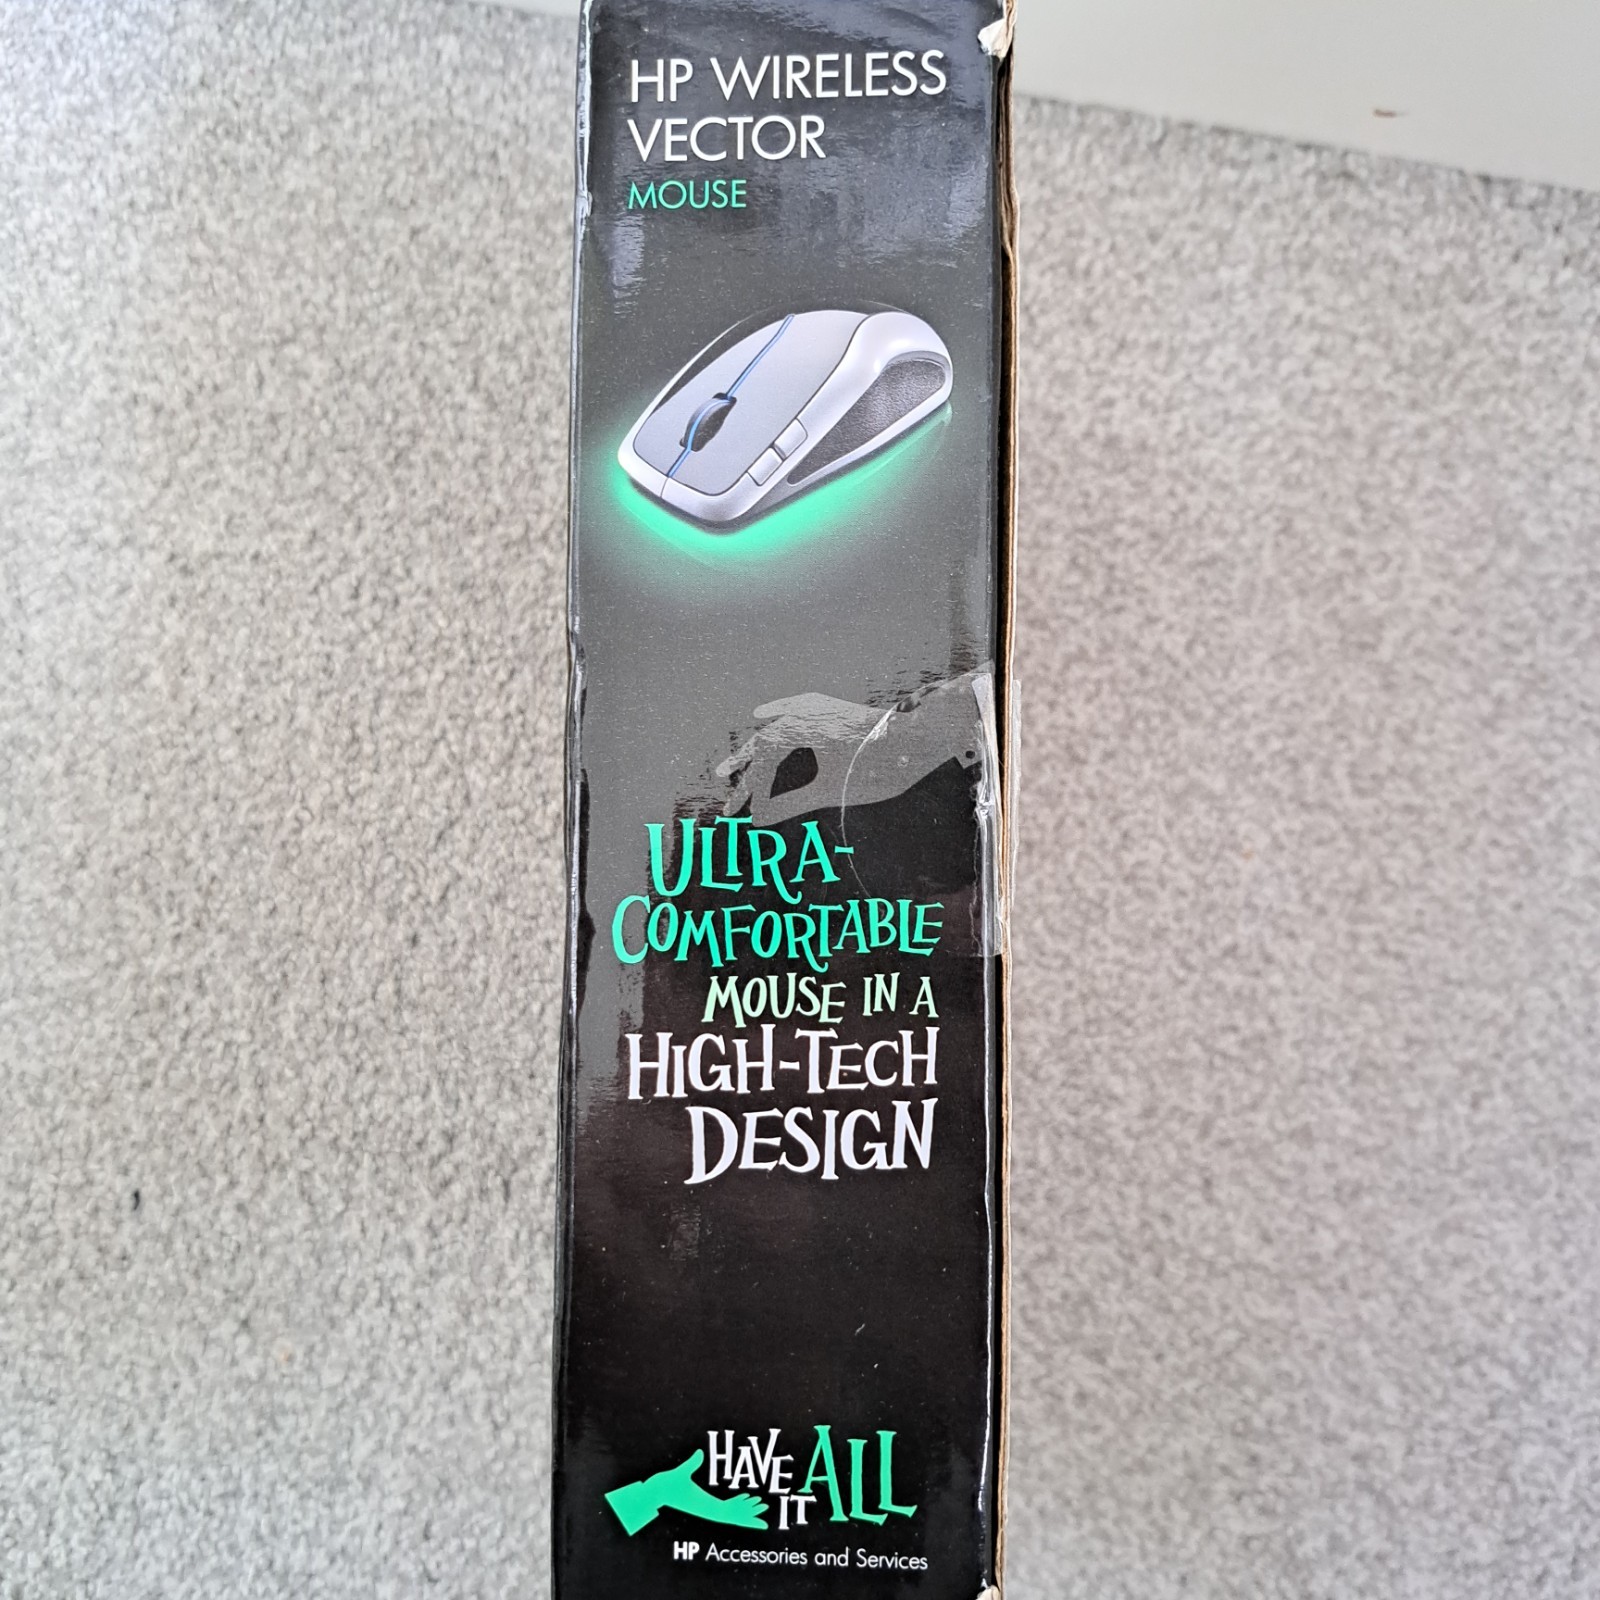 HP WIRELESS
VECTOR
MOUSE
ULTRA-
COMFORTABLE
MOUSE IN A
HIGH-TECH
DESIGN
HAVE IT ALL
HP Accessories and Services